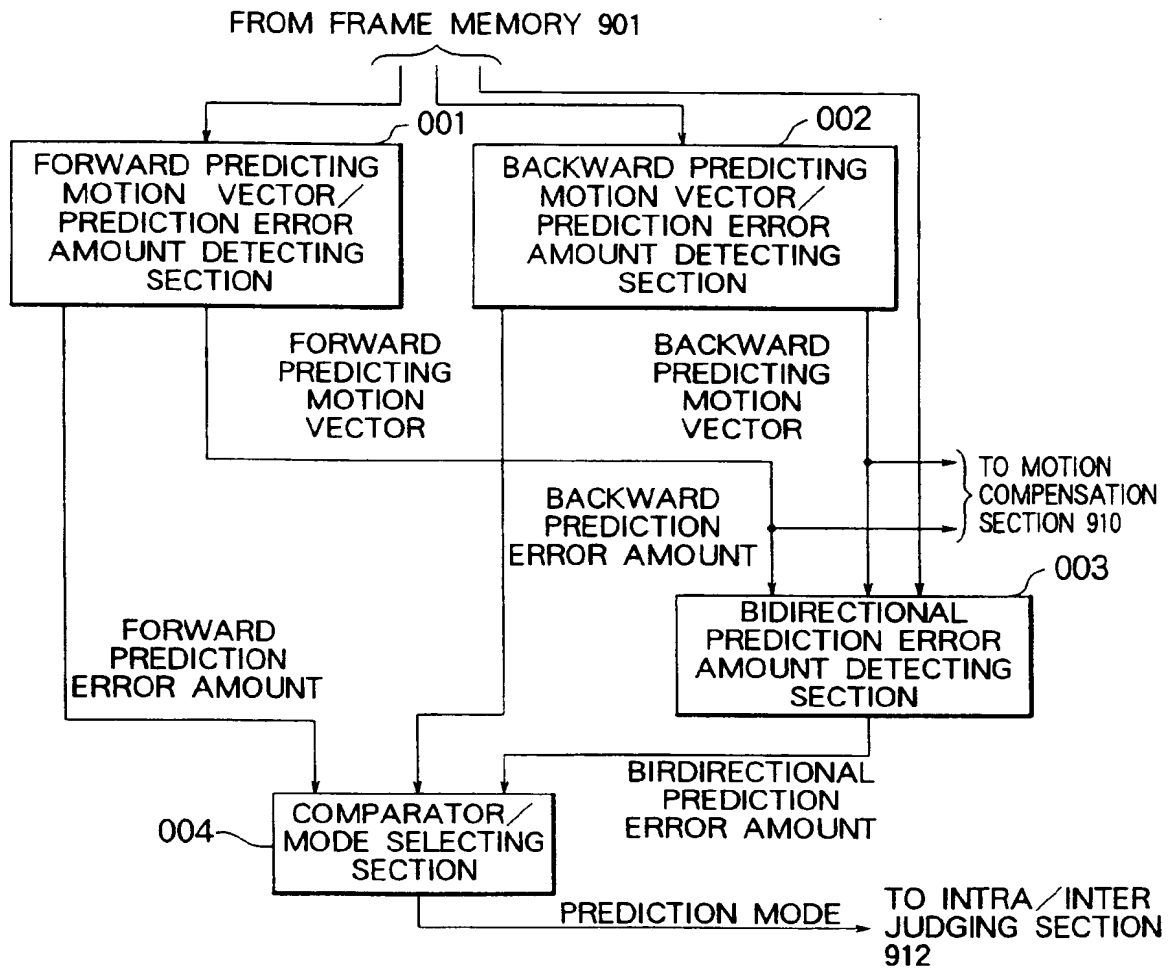 FROM FRAME MEMORY 901
001
002
FORWARD PREDICTING
MOTION VECTOR/
PREDICTION ERROR
AMOUNT DETECTING
SECTION
BACKWARD PREDICTING
MOTION VECTOR/
PREDICTION ERROR
AMOUNT DETECTING
SECTION
FORWARD
PREDICTING
MOTION
VECTOR
BACKWARD
PREDICTING
MOTION
VECTOR
TO MOTION
COMPENSATION
SECTION 910
BACKWARD
PREDICTION
ERROR AMOUNT
003
BIDIRECTIONAL
PREDICTION ERROR
AMOUNT DETECTING
SECTION
FORWARD
PREDICTION
ERROR AMOUNT
BIRDIRECTIONAL
PREDICTION
ERROR AMOUNT
004
COMPARATOR/
MODE SELECTING
SECTION
PREDICTION MODE
TO INTRA/INTER
JUDGING SECTION
912